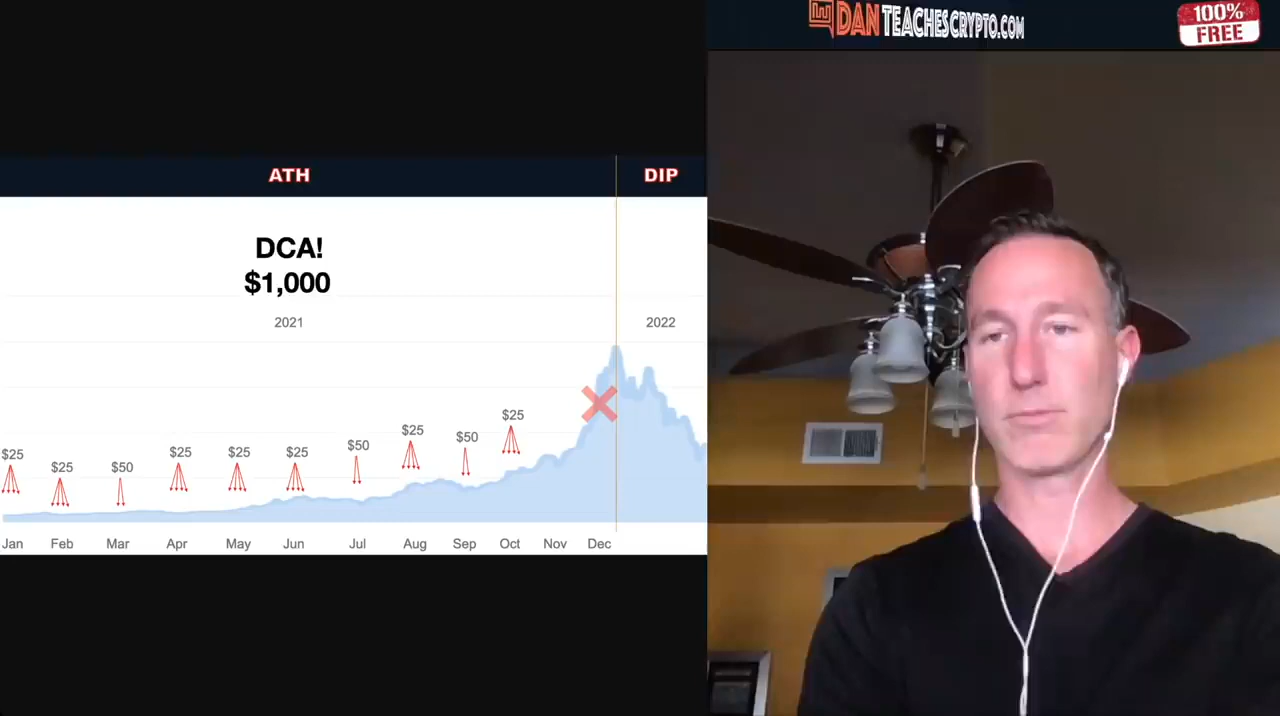 ATH
DIP
DCA!
$1,000
2021
2022
$25
$25
$50
$25
$25
$25
$50
$25
$50
$25
Jan
Feb
Mar
Apr
May
Jun
Jul
Aug
Sep
Oct
Nov
Dec
DANTEACHESCRYPTO.COM
100%
FREE